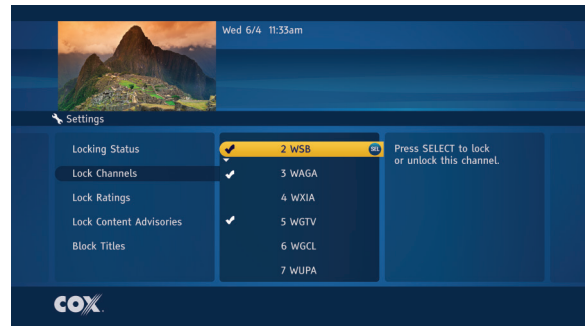 Wed 6/4 11:33am
Settings
Locking Status
Lock Channels
Lock Ratings
Lock Content Advisories
Block Titles
2 WSB SEL
3 WAGA
4 WXIA
5 WGTV
6 WGCL
7 WUPA
Press SELECT to lock
or unlock this channel.
COX